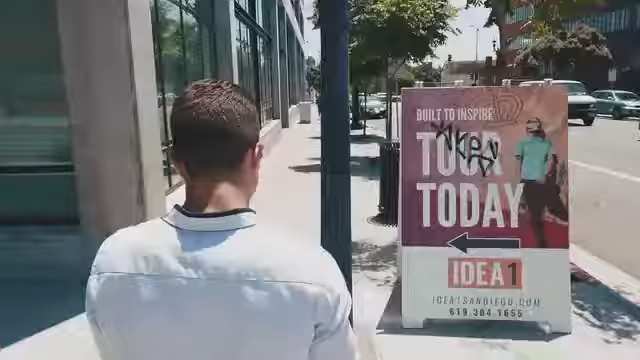 BUILT TO INSPIRE
TOUR
TODAY
IDEA1
IDEA1SANDIEGO.COM
619.304.1655